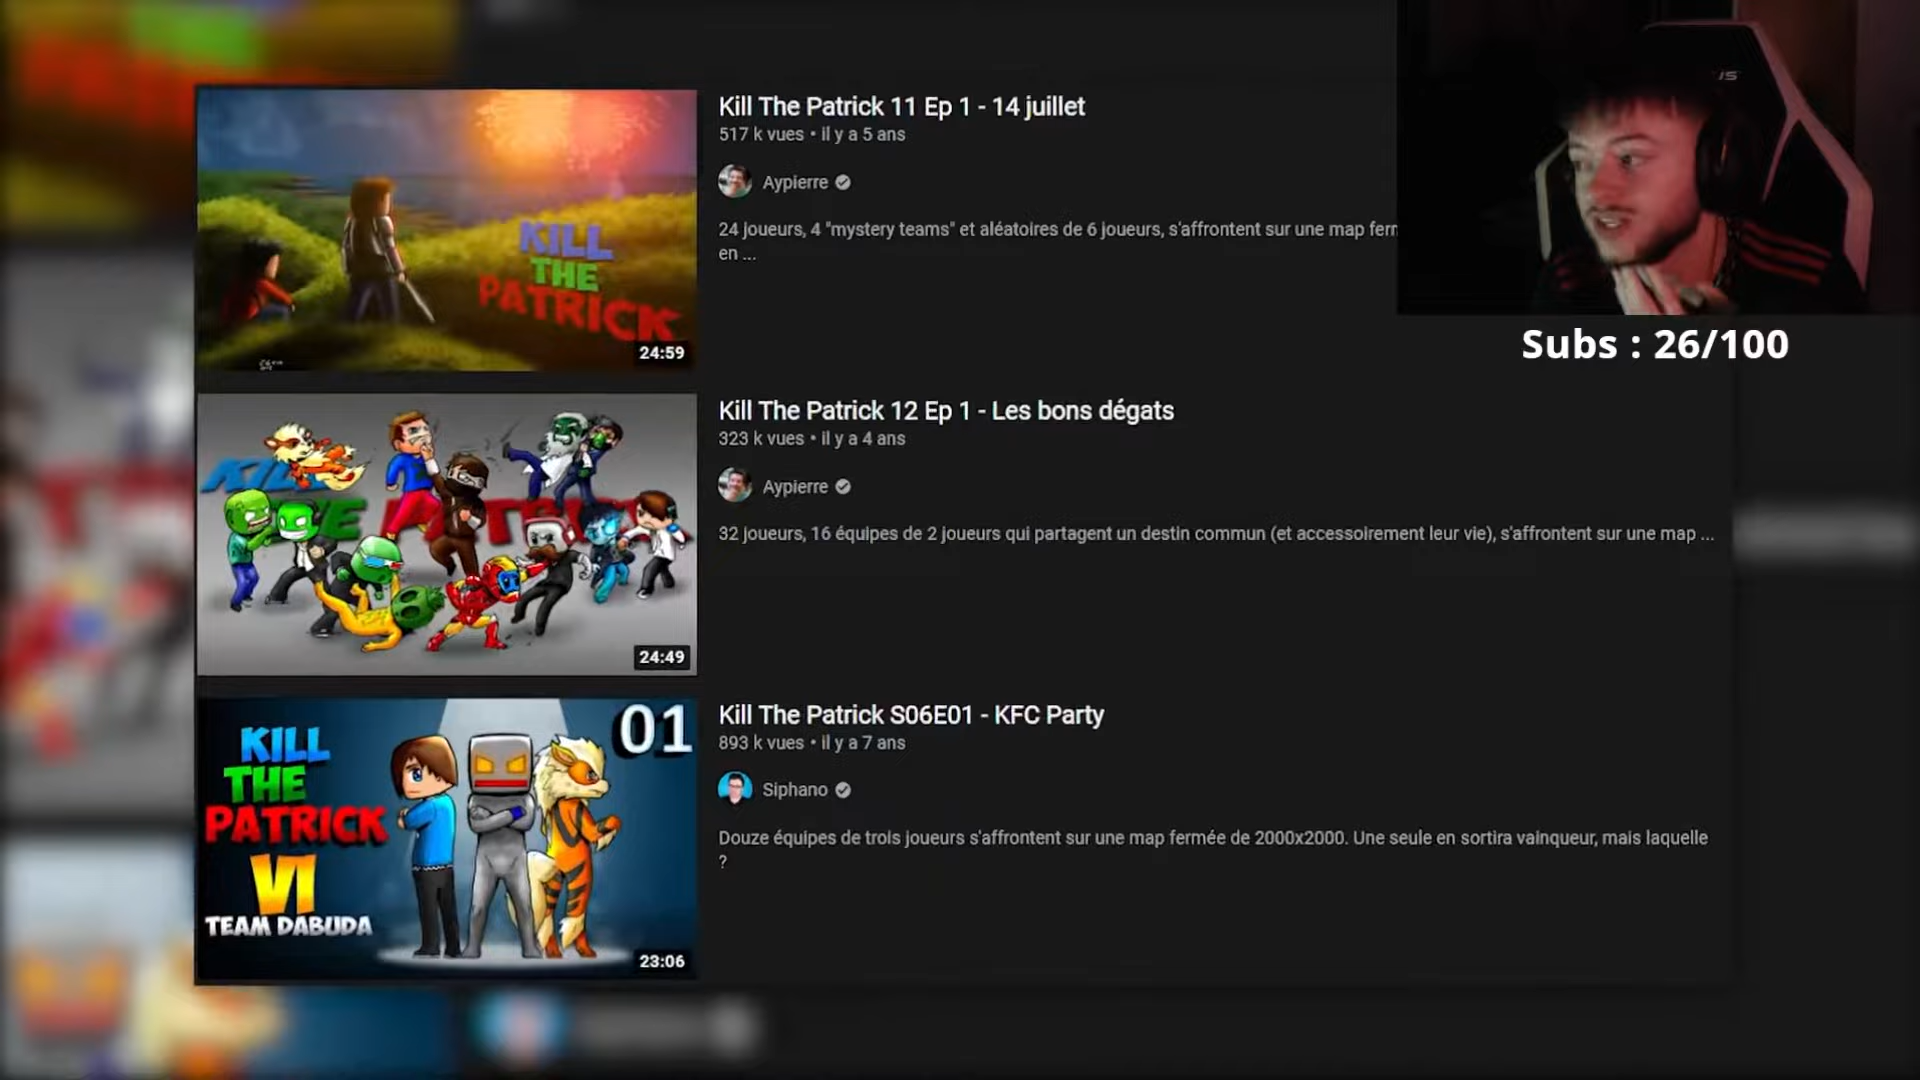 Kill The Patrick 11 Ep 1 - 14 juillet
517 k vues • il y a 5 ans
Aypierre
24 joueurs, 4 "mystery teams" et aléatoires de 6 joueurs, s'affrontent sur une map
en ...
KILL
THE
PATRICK
24:59
JS
Subs : 26/100
Kill The Patrick 12 Ep 1 - Les bons dégats
323 k vues • il y a 4 ans
Aypierre
32 joueurs, 16 équipes de 2 joueurs qui partagent un destin commun (et accessoirement leur vie), s'affrontent sur une map ...
24:49
Kill The Patrick S06E01 - KFC Party
893 k vues • il y a 7 ans
Siphano
Douze équipes de trois joueurs s'affrontent sur une map fermée de 2000x2000. Une seule en sortira vainqueur, mais laquelle
?
01
KILL
THE
PATRICK
VI
TEAM DABUDA
23:06